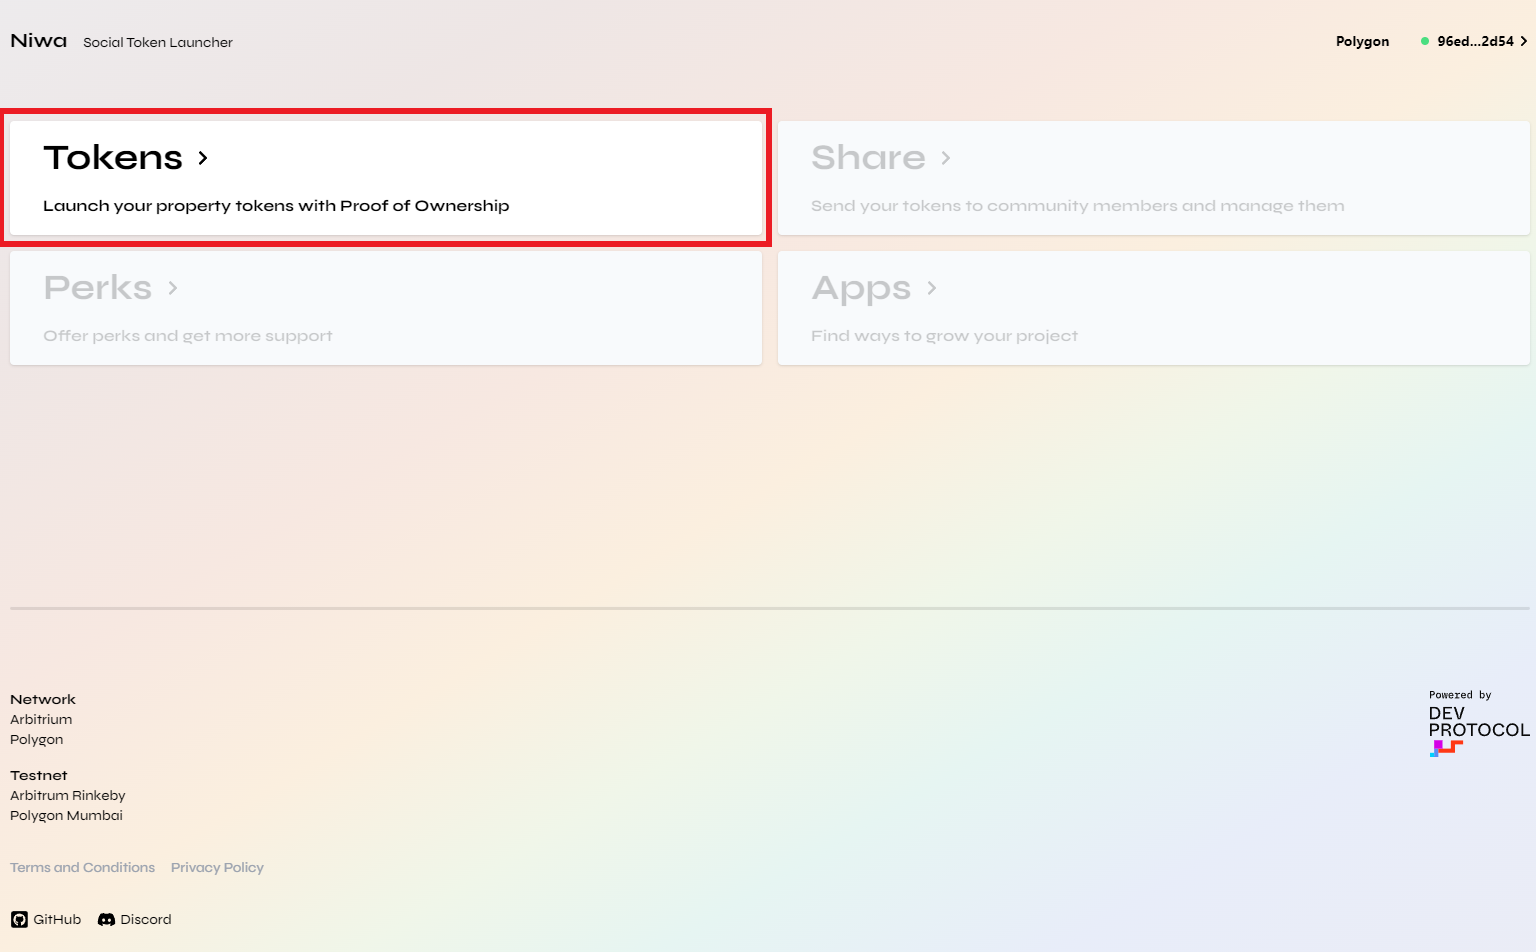 Niwa Social Token Launcher
Polygon 96ed...2d54
Tokens
Launch your property tokens with Proof of Ownership
Share
Send your tokens to community members and manage them
Perks
Offer perks and get more support
Apps
Find ways to grow your project
Network
Arbitrium
Polygon
Testnet
Arbitrum Rinkeby
Polygon Mumbai
Terms and Conditions Privacy Policy
GitHub Discord
Powered by
DEV
PROTOCOL